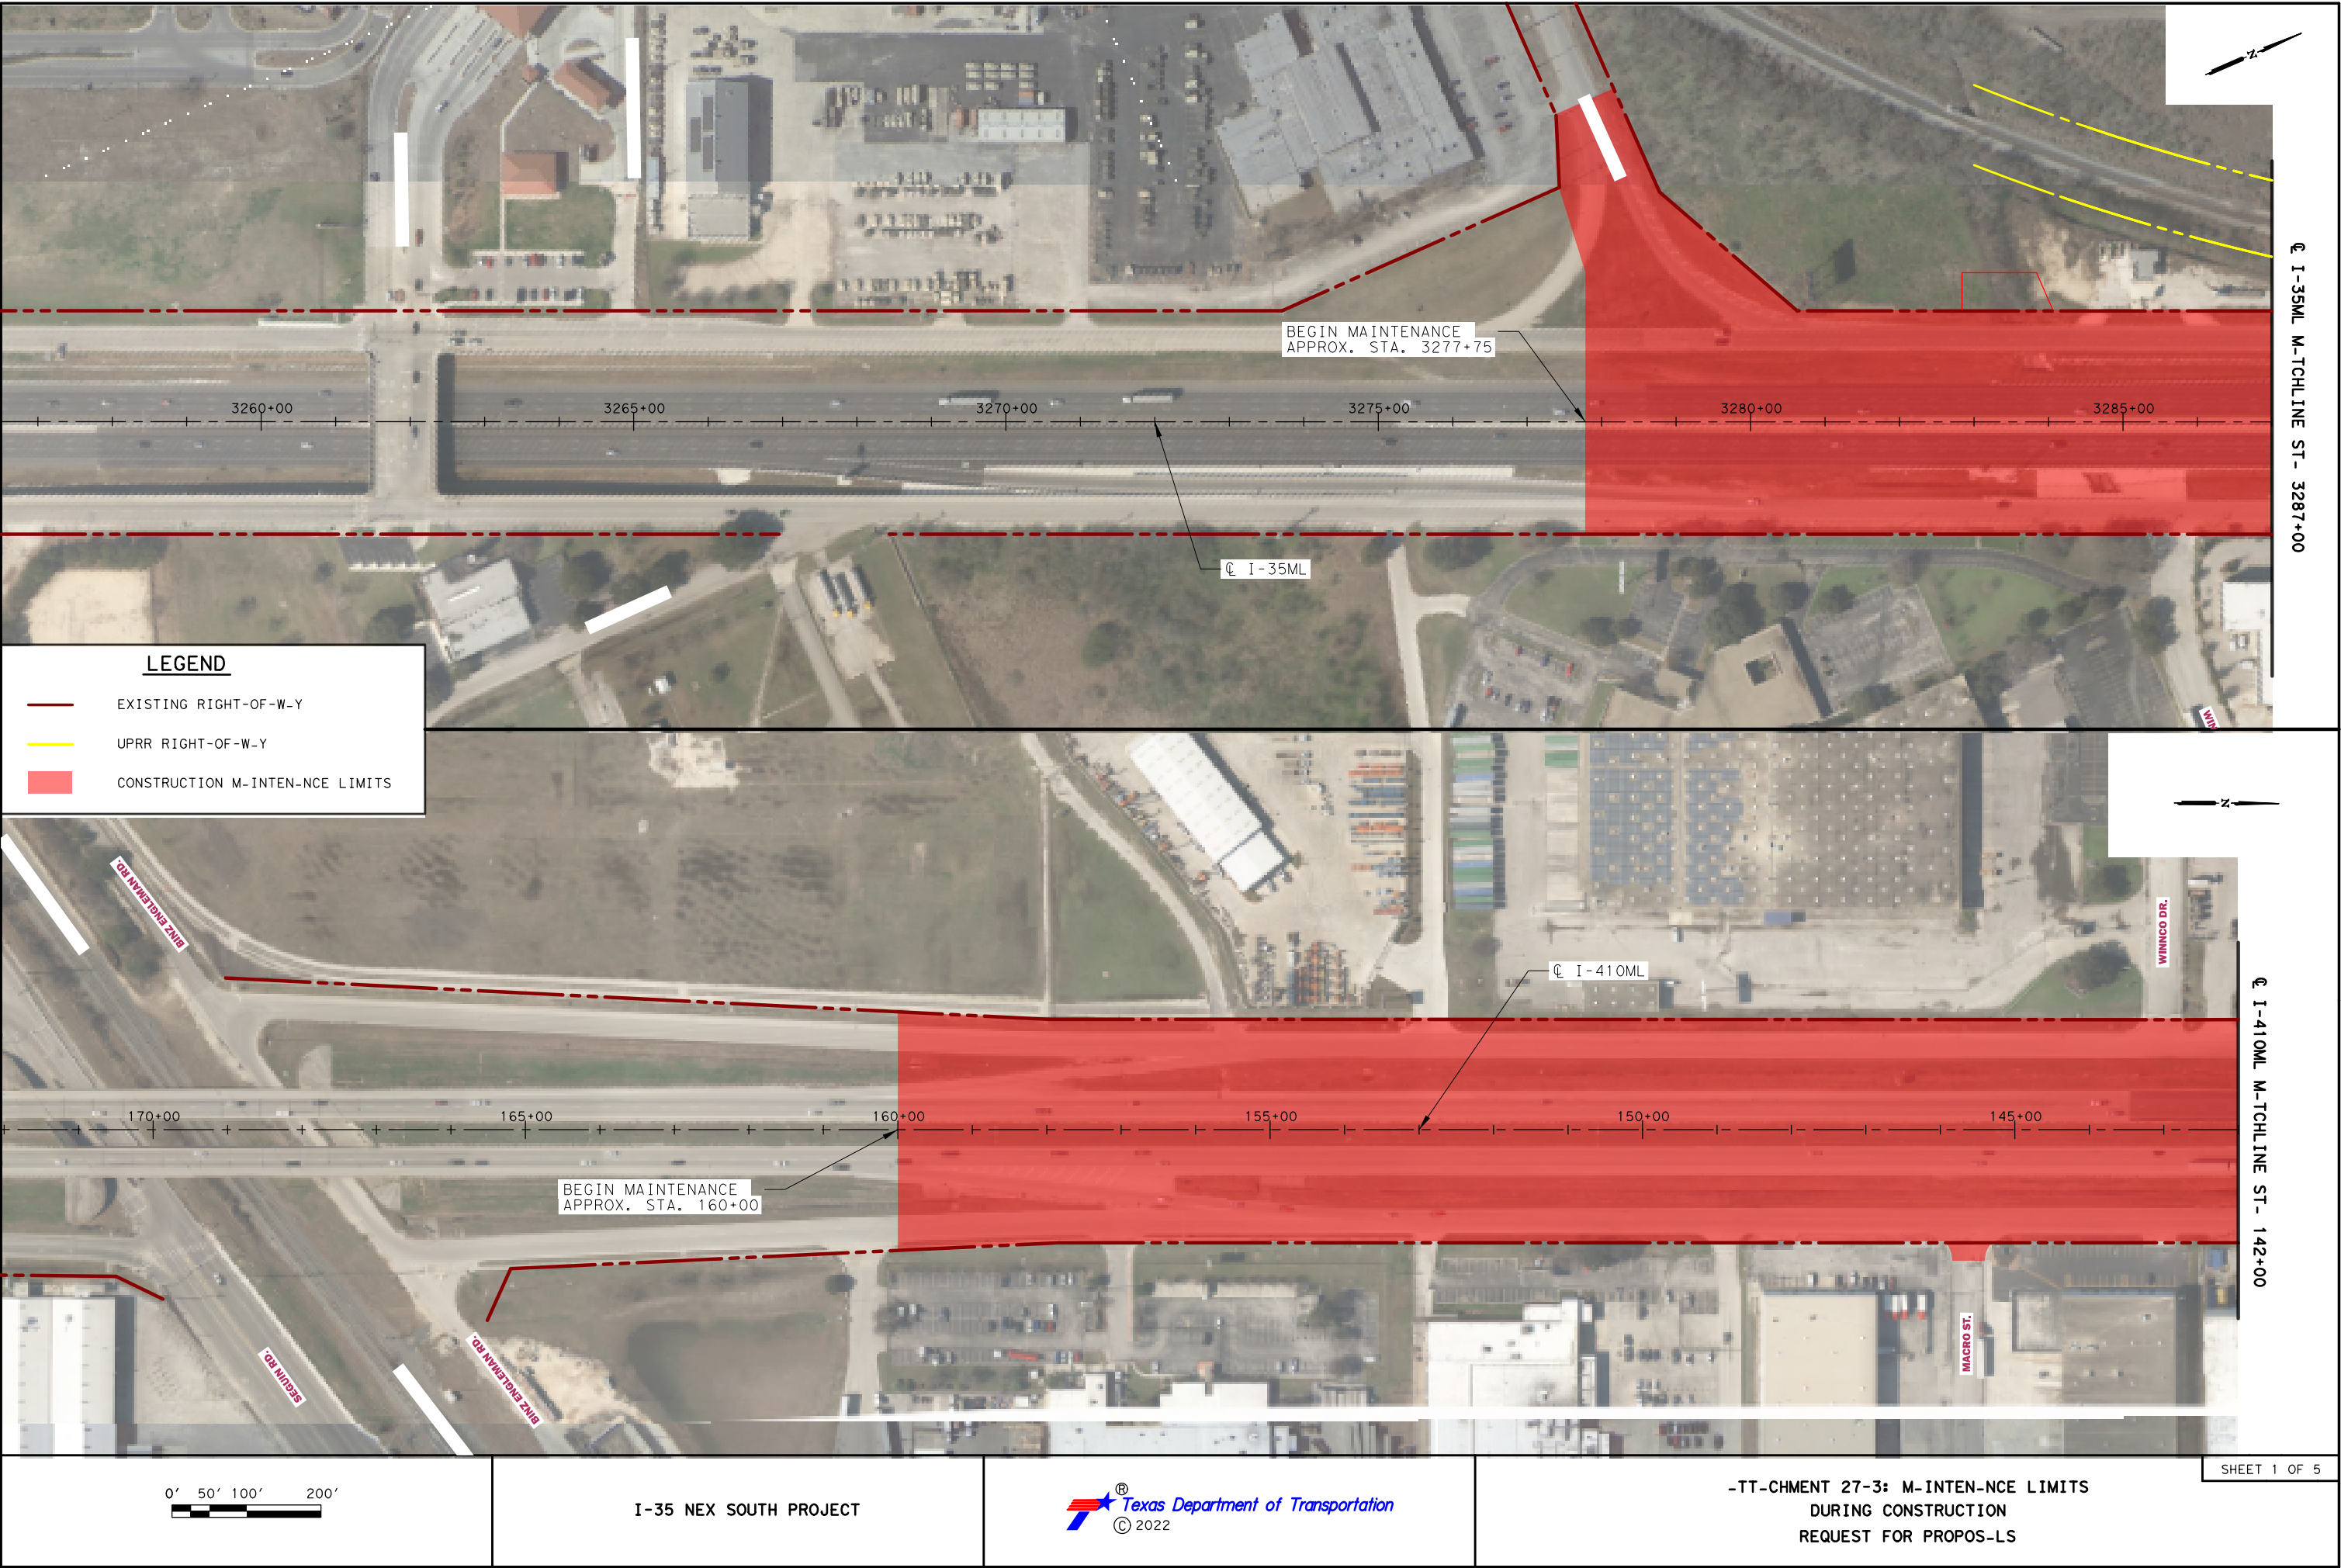 N
3260+00
3265+00
3270+00
3275+00
3280+00
3285+00
BEGIN MAINTENANCE
APPROX. STA. 3277+75
℄ I-35ML
℄ I-35ML M-TCHLINE ST- 3287+00
WIN
LEGEND
EXISTING RIGHT-OF-W-Y
UPRR RIGHT-OF-W-Y
CONSTRUCTION M-INTEN-NCE LIMITS
N
BINZ ENGLEMAN RD.
WINNCO DR.
℄ I-410ML
170+00
165+00
160+00
155+00
150+00
145+00
BEGIN MAINTENANCE
APPROX. STA. 160+00
℄ I-410ML M-TCHLINE ST- 142+00
SEGUIN RD.
BINZ ENGLEMAN RD.
MACRO ST.
SHEET 1 OF 5
0' 50' 100' 200'
I-35 NEX SOUTH PROJECT
®
Texas Department of Transportation
© 2022
-TT-CHMENT 27-3: M-INTEN-NCE LIMITS
DURING CONSTRUCTION
REQUEST FOR PROPOS-LS